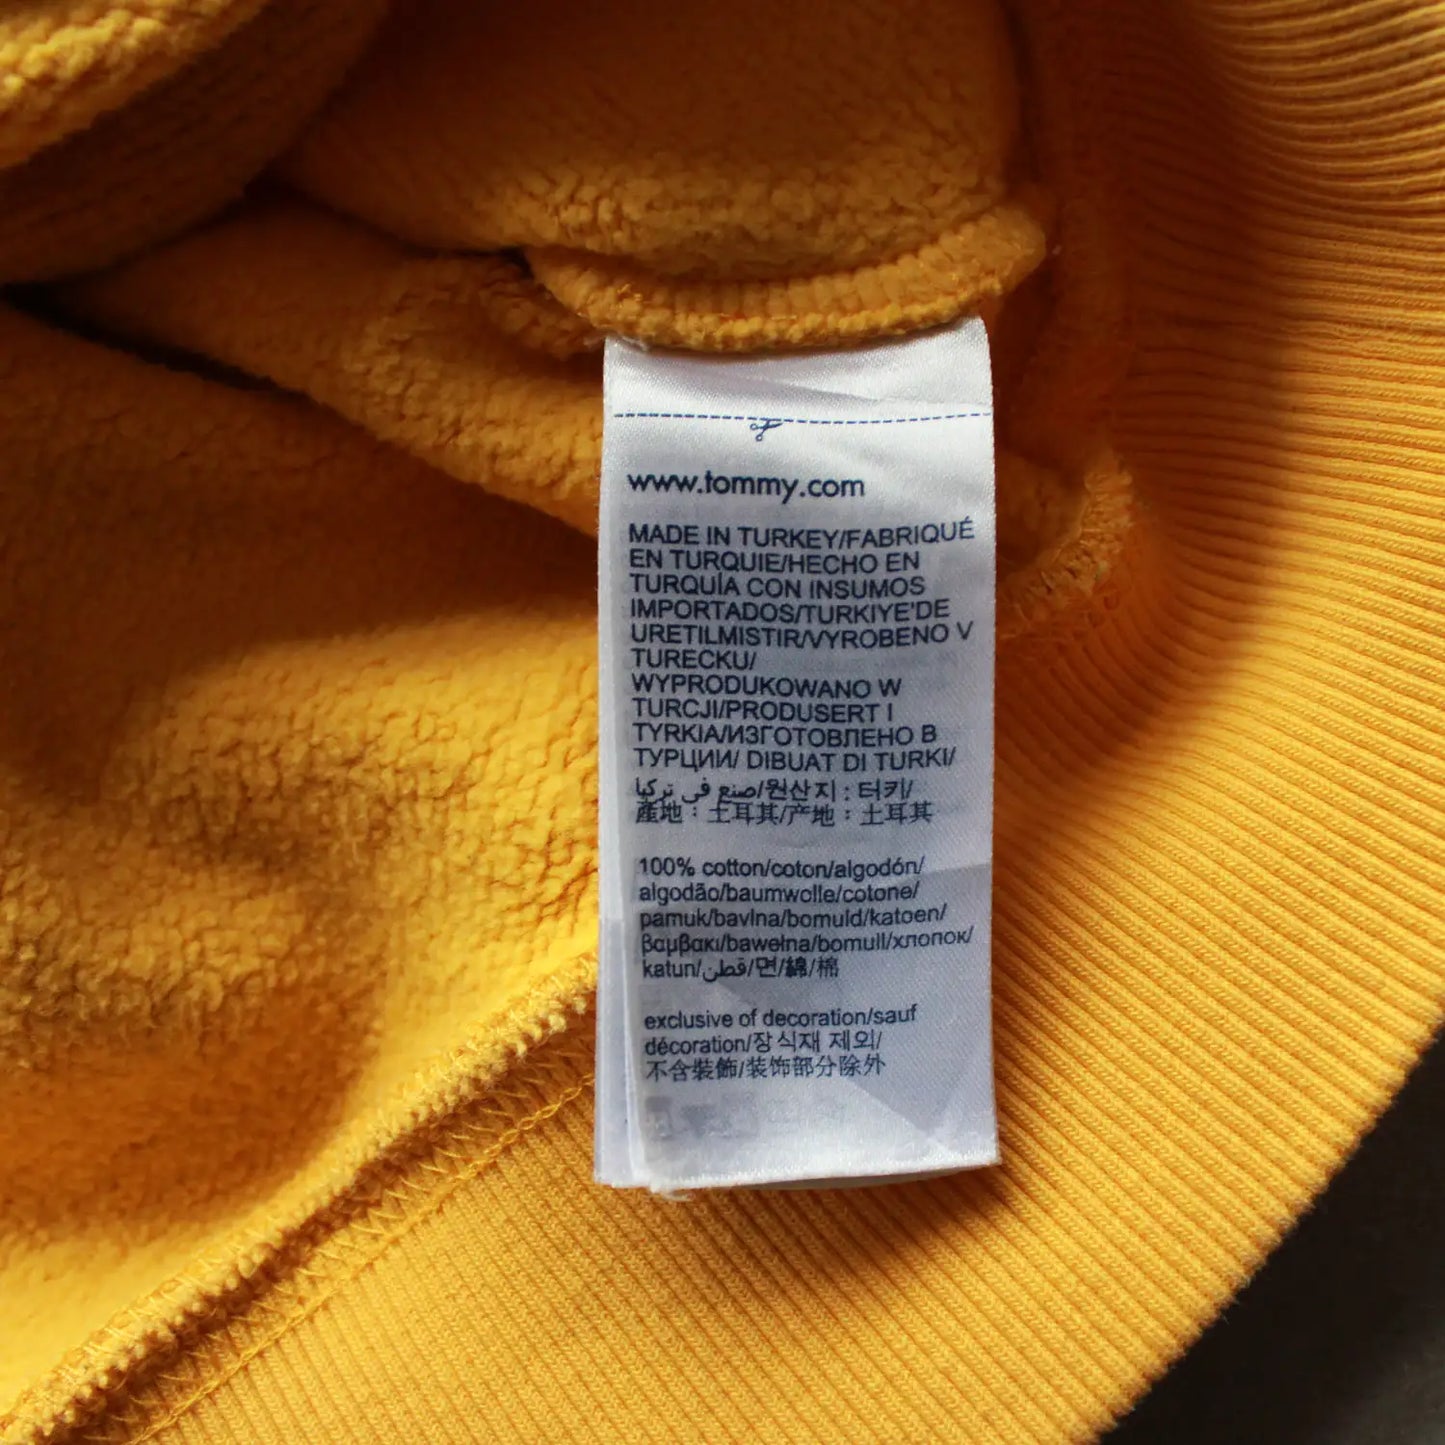 www.tommy.com
MADE IN TURKEY/FABRIQUÉ
EN TURQUIE/HECHO EN
TURQUÍA CON INSUMOS
IMPORTADOS/TURKIYE'DE
URETILMISTIR/VYROBENO V
TURECKU/
WYPRODUKOWANO W
TURCJI/PRODUSERT I
TYRKIA/ИЗГОТОВЛЕНО В
ТУРЦИИ/ DIBUAT DI TURKI/
صنع في تركيا/원산지 : 터키/
產地：土耳其/产地：土耳其
100% cotton/coton/algodón/
algodão/baumwolle/cotone/
pamuk/bavlna/bomuld/katoen/
βαμβακι/bawełna/bomull/хлопок/
katun/قطن/면/綿/棉
exclusive of decoration/sauf
décoration/장식재 제외/
不含裝飾/装饰部分除外